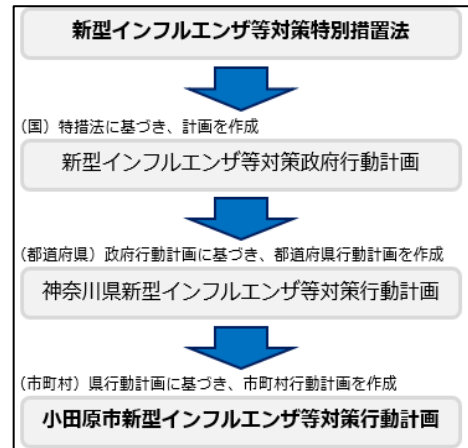 新型インフルエンザ等対策特別措置法
（国）特措法に基づき、計画を作成
新型インフルエンザ等対策政府行動計画
（都道府県）政府行動計画に基づき、都道府県行動計画を作成
神奈川県新型インフルエンザ等対策行動計画
（市町村）県行動計画に基づき、市町村行動計画を作成
小田原市新型インフルエンザ等対策行動計画